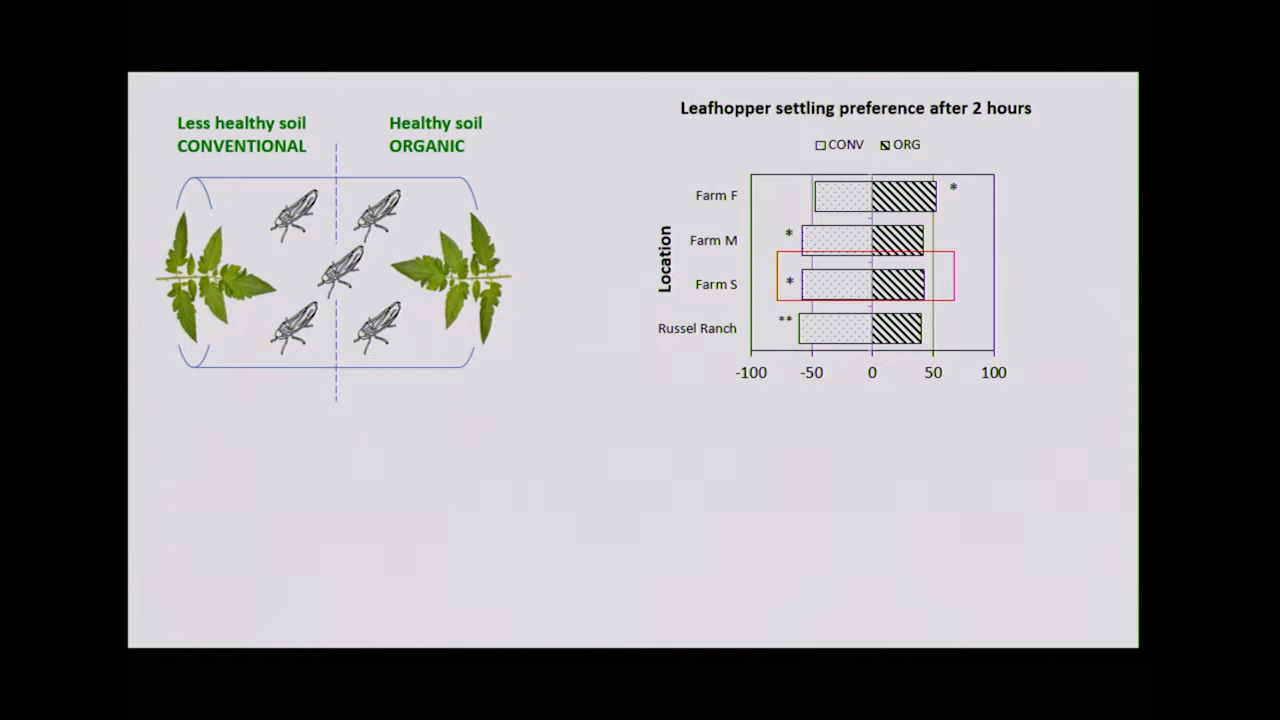 Less healthy soil
CONVENTIONAL
Healthy soil
ORGANIC
Leafhopper settling preference after 2 hours
CONV ORG
Location
Farm F *
Farm M *
Farm S *
Russel Ranch **
-100 -50 0 50 100